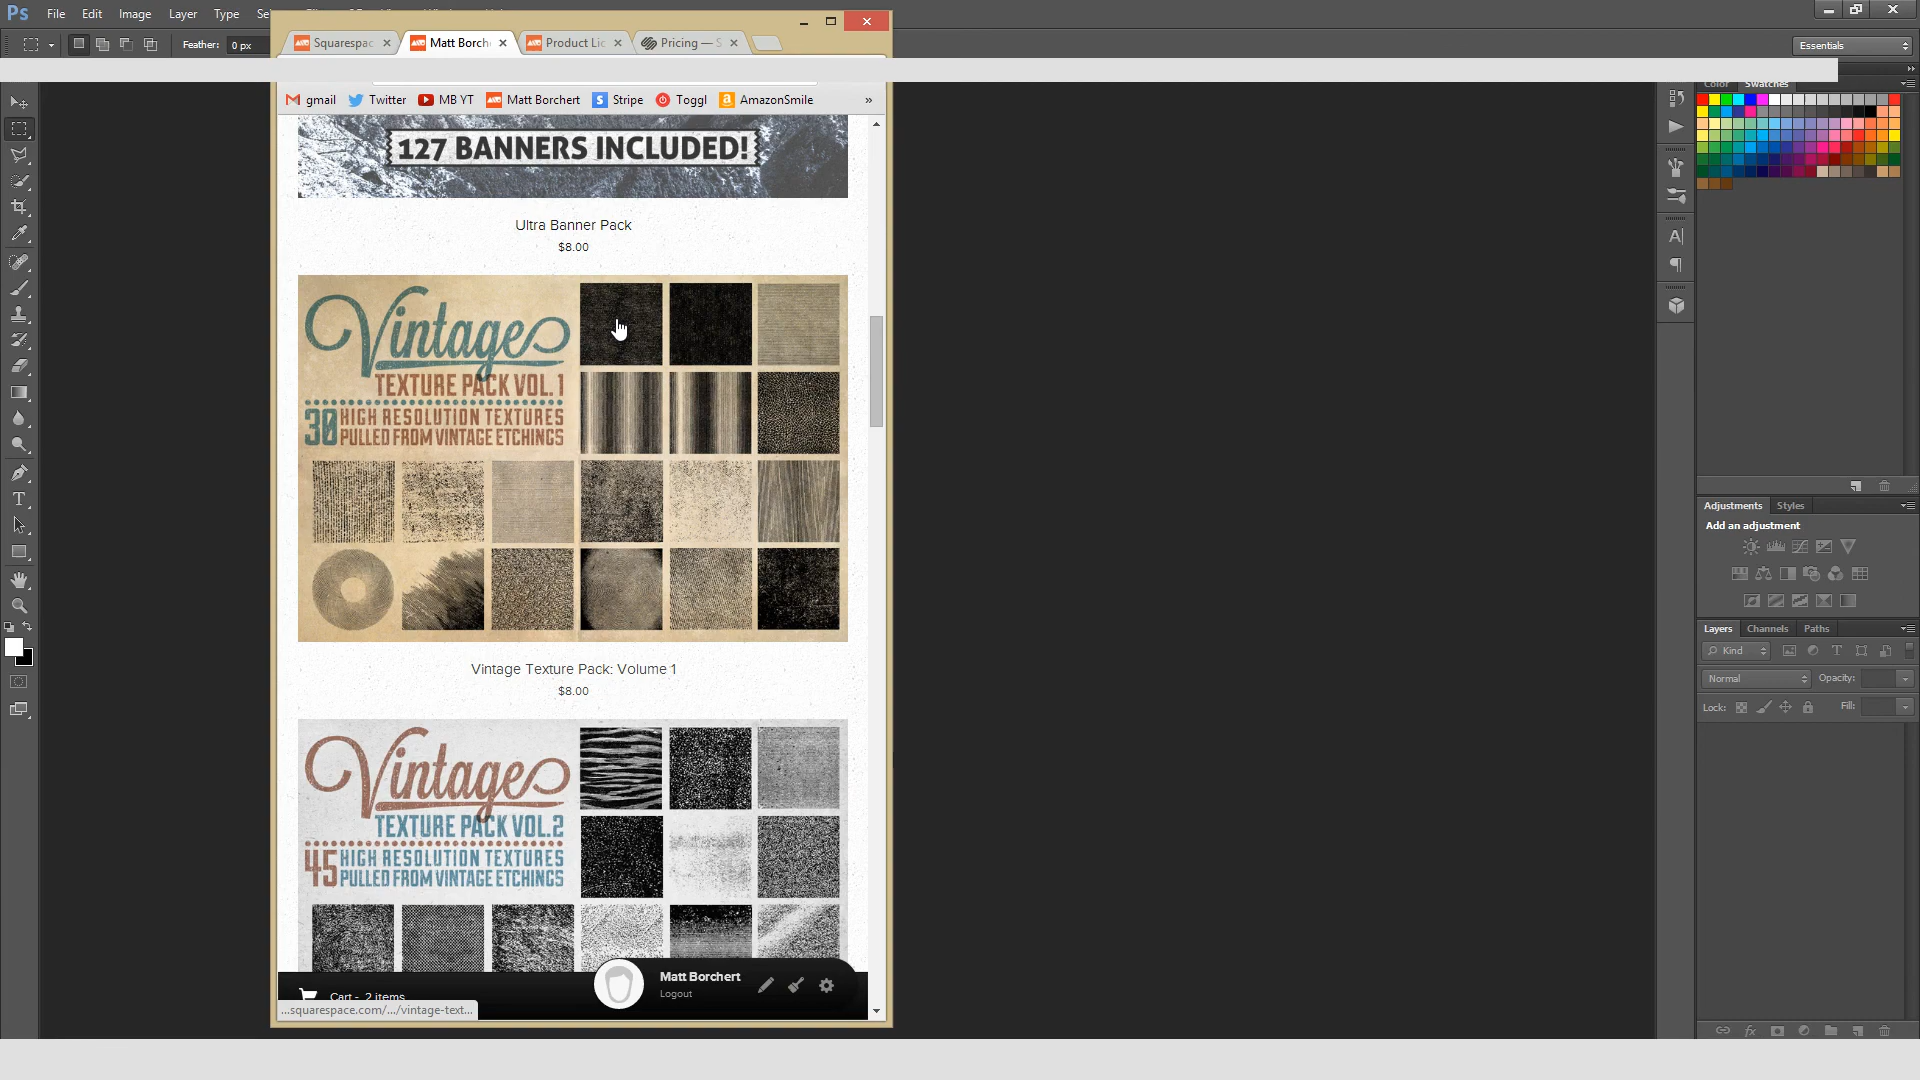 Ps File Edit Image Layer Type
Feather: 0 px
Essentials
Squarespac
Matt Borche
Product Lic
Pricing — S
gmail Twitter MB YT Matt Borchert Stripe Toggl AmazonSmile »
Color Swatches
127 BANNERS INCLUDED!
Ultra Banner Pack
$8.00
Vintage
TEXTURE PACK VOL.1
30 HIGH RESOLUTION TEXTURES
PULLED FROM VINTAGE ETCHINGS
Vintage Texture Pack: Volume 1
$8.00
Vintage
TEXTURE PACK VOL.2
45 HIGH RESOLUTION TEXTURES
PULLED FROM VINTAGE ETCHINGS
Matt Borchert
Logout
Cart - 2 items
...squarespace.com/.../vintage-text...
Adjustments Styles
Add an adjustment
Layers Channels Paths
Kind
Normal Opacity:
Lock: Fill: